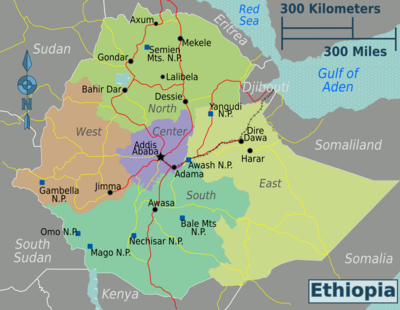 Red
Sea
300 Kilometers
300 Miles
Axum
Eritrea
Mekele
Sudan
Semien
Mts. N.P.
Gondar
Lalibela
Gulf of
Aden
Djibouti
Bahir Dar
Dessie
North
Yangudi
N.P.
N
West
Center
Addis
Ababa
Dire
Dawa
Somaliland
Harar
Awash N.P.
Adama
Gambella
N.P.
Jimma
East
South
Awasa
Bale Mts
N.P.
Omo N.P.
Nechisar N.P.
South
Sudan
Mago N.P.
Somalia
Kenya
Ethiopia